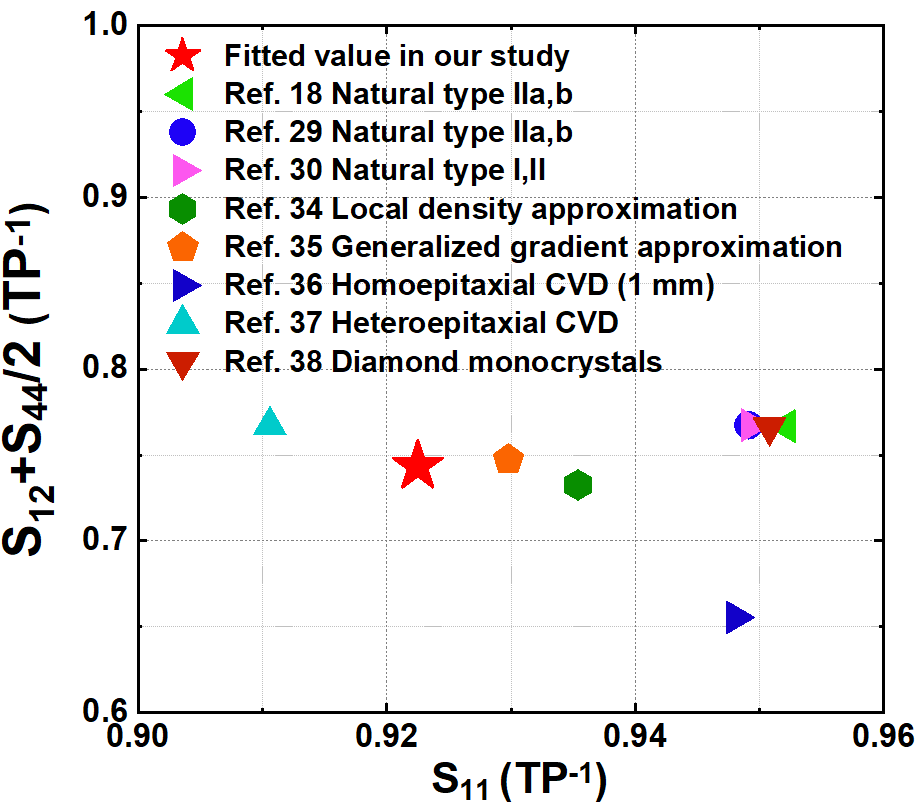 1.0
Fitted value in our study
Ref. 18 Natural type IIa,b
Ref. 29 Natural type IIa,b
Ref. 30 Natural type I,II
Ref. 34 Local density approximation
Ref. 35 Generalized gradient approximation
Ref. 36 Homoepitaxial CVD (1 mm)
Ref. 37 Heteroepitaxial CVD
Ref. 38 Diamond monocrystals
0.9
0.8
0.7
0.6
S₁₂+S₄₄/2 (TP⁻¹)
0.90 0.92 0.94 0.96
S₁₁ (TP⁻¹)